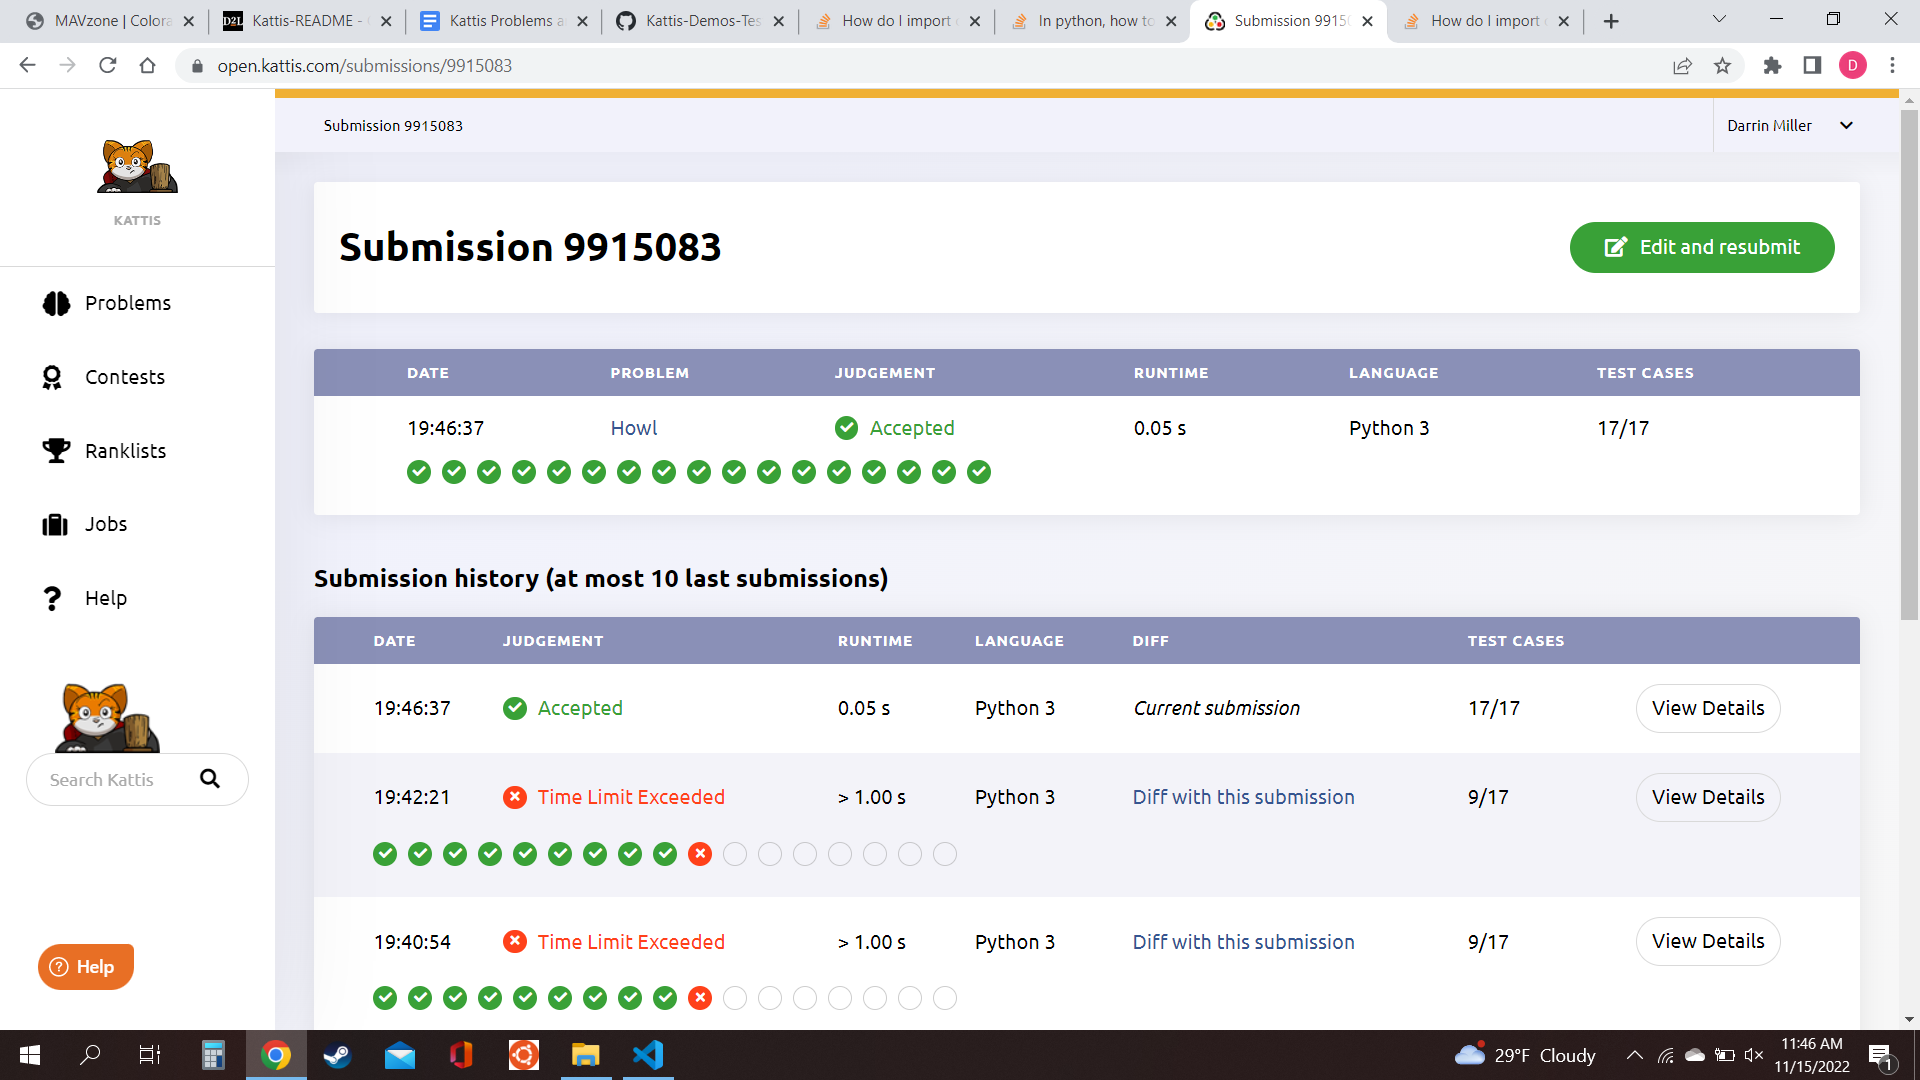 MAVzone | Colora
Kattis-README -
Kattis Problems a
Kattis-Demos-Tes
How do I import
In python, how to
Submission 9915
How do I import
open.kattis.com/submissions/9915083
D
Submission 9915083
Darrin Miller
KATTIS
Submission 9915083
Edit and resubmit
Problems
Contests
Ranklists
Jobs
Help
Search Kattis
Help
DATE PROBLEM JUDGEMENT RUNTIME LANGUAGE TEST CASES
19:46:37 Howl Accepted 0.05 s Python 3 17/17
Submission history (at most 10 last submissions)
DATE JUDGEMENT RUNTIME LANGUAGE DIFF TEST CASES
19:46:37 Accepted 0.05 s Python 3 Current submission 17/17 View Details
19:42:21 Time Limit Exceeded > 1.00 s Python 3 Diff with this submission 9/17 View Details
19:40:54 Time Limit Exceeded > 1.00 s Python 3 Diff with this submission 9/17 View Details
29°F Cloudy
11:46 AM
11/15/2022
1